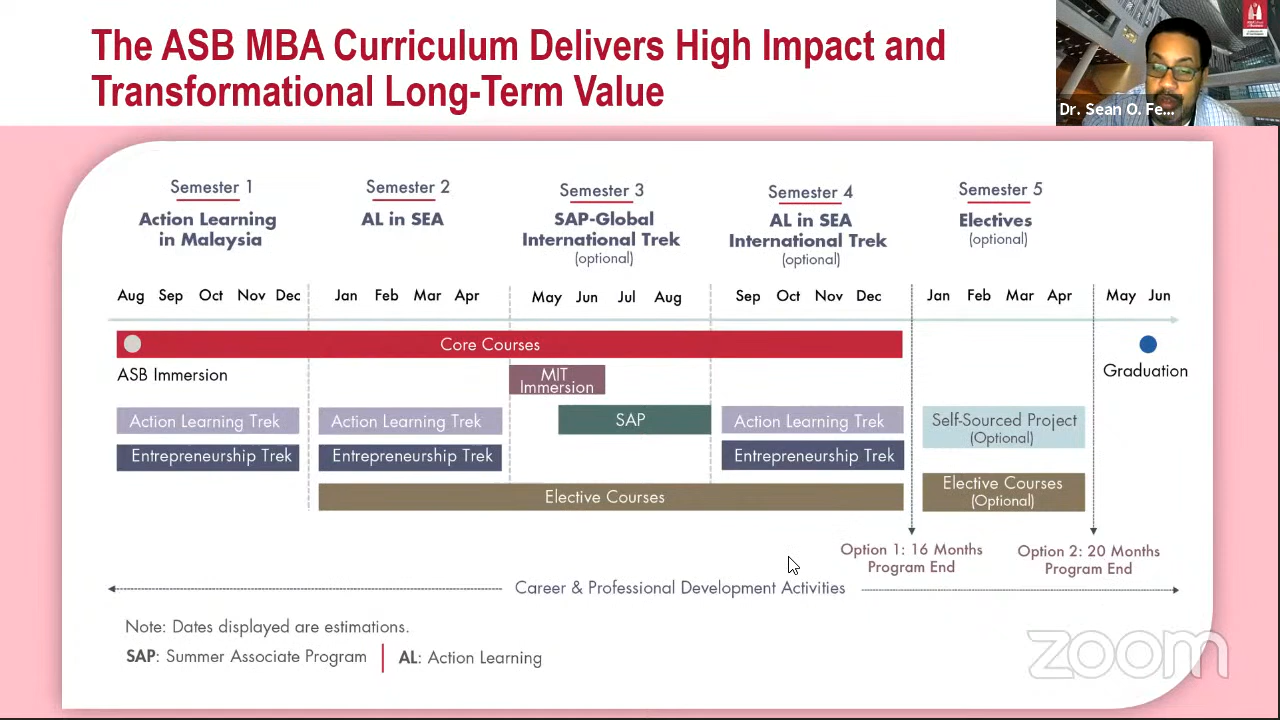 The ASB MBA Curriculum Delivers High Impact and
Transformational Long-Term Value
Dr. Sean O. Fe...
Semester 1
Action Learning
in Malaysia
Semester 2
AL in SEA
Semester 3
SAP-Global
International Trek
(optional)
Semester 4
AL in SEA
International Trek
(optional)
Semester 5
Electives
(optional)
Aug Sep Oct Nov Dec Jan Feb Mar Apr May Jun Jul Aug Sep Oct Nov Dec Jan Feb Mar Apr May Jun
Core Courses
ASB Immersion
MIT
Immersion
Graduation
Action Learning Trek
Action Learning Trek
SAP
Action Learning Trek
Self-Sourced Project
(Optional)
Entrepreneurship Trek
Entrepreneurship Trek
Entrepreneurship Trek
Elective Courses
Elective Courses
(Optional)
Option 1: 16 Months
Program End
Option 2: 20 Months
Program End
Career & Professional Development Activities
Note: Dates displayed are estimations.
SAP: Summer Associate Program | AL: Action Learning
zoom